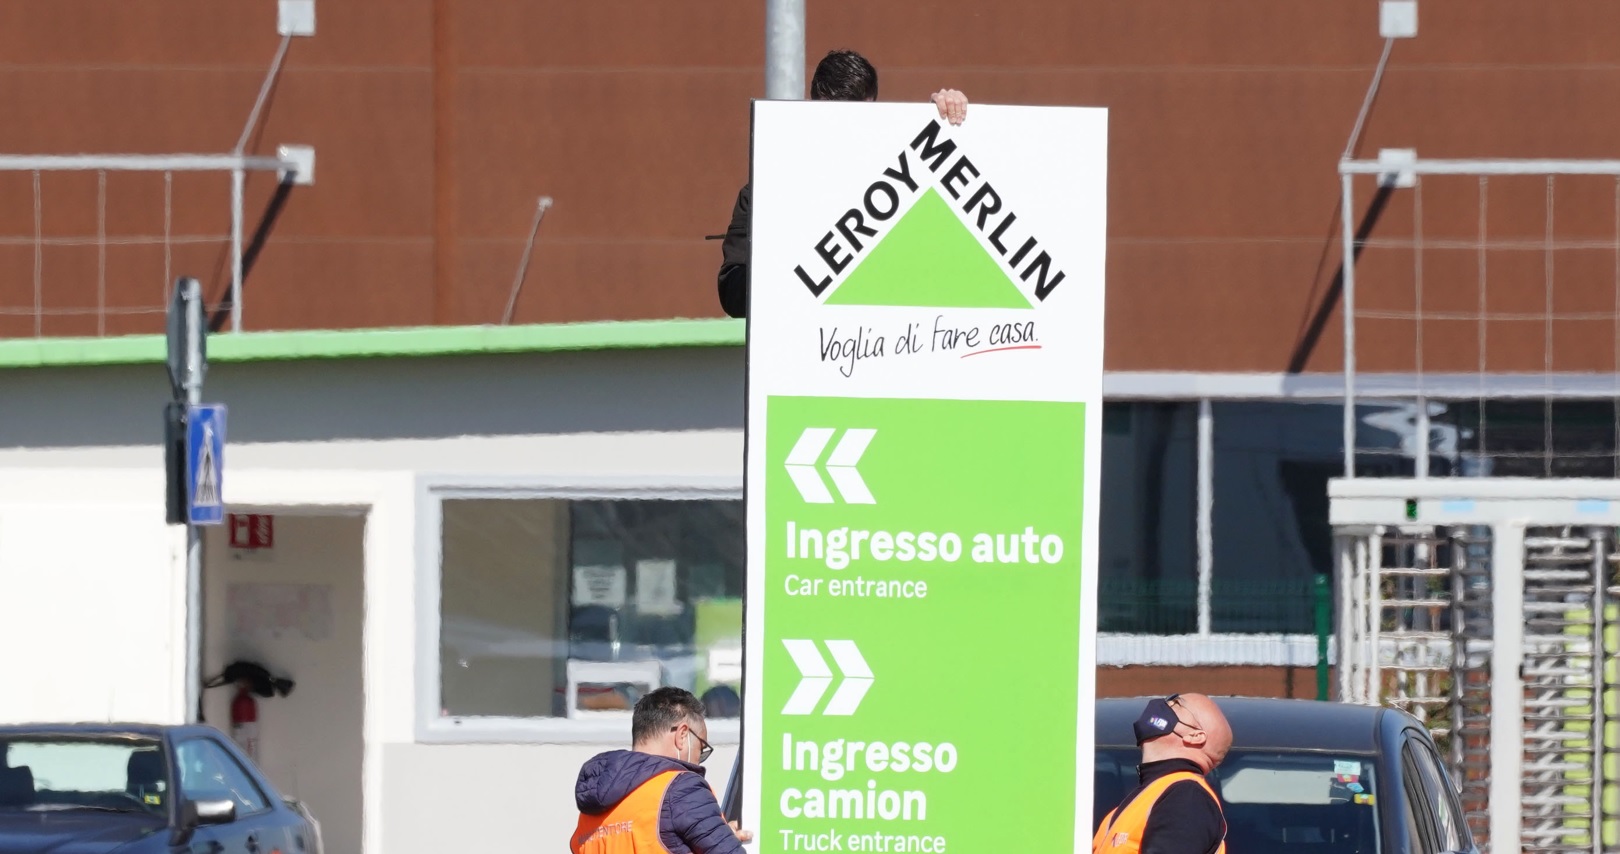 LEROY MERLIN
Voglia di fare casa.
Ingresso auto
Car entrance
Ingresso
camion
Truck entrance